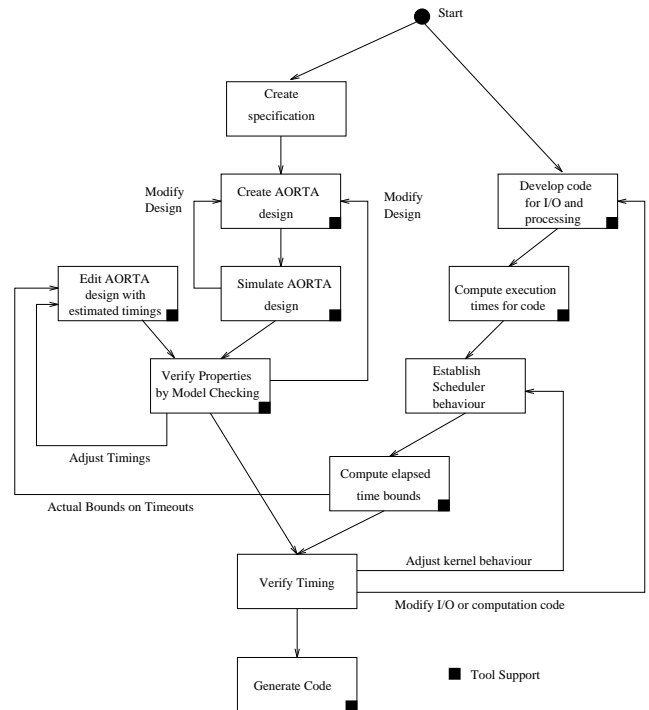 Start
Create
specification
Modify
Design
Create AORTA
design
Modify
Design
Develop code
for I/O and
processing
Edit AORTA
design with
estimated timings
Simulate AORTA
design
Compute execution
times for code
Verify Properties
by Model Checking
Establish
Scheduler
behaviour
Adjust Timings
Compute elapsed
time bounds
Actual Bounds on Timeouts
Adjust kernel behaviour
Verify Timing
Modify I/O or computation code
Generate Code
Tool Support